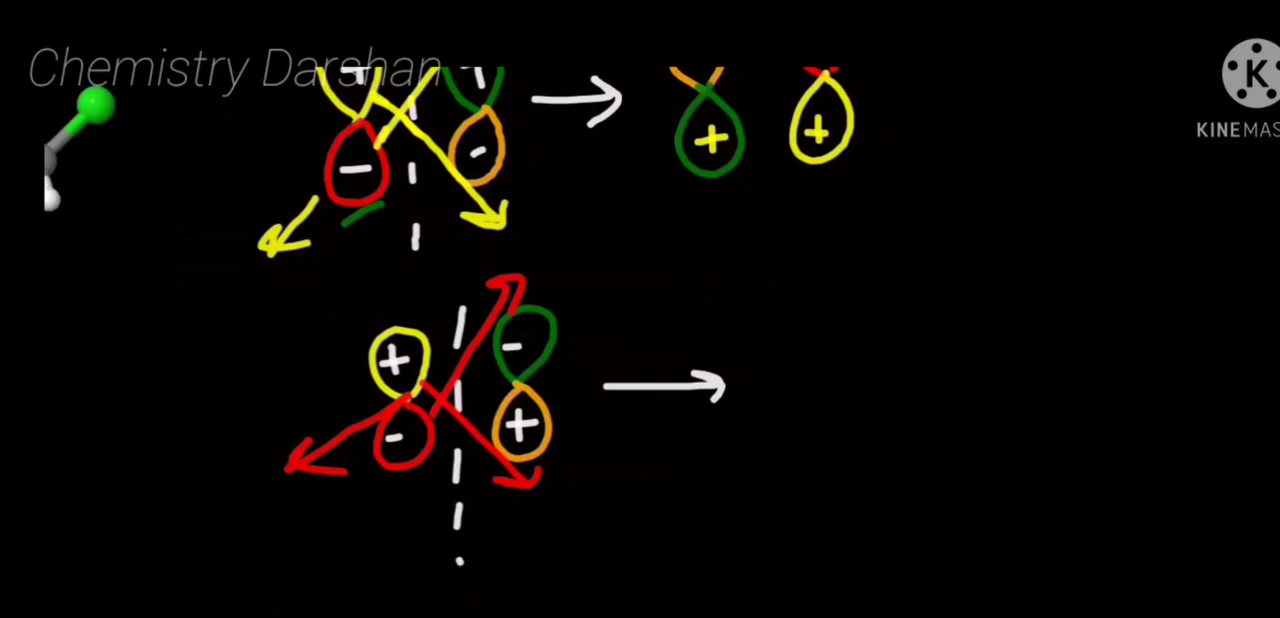 Chemistry Darshan
K
KINEMAS
+ +
- -
+ -
- +